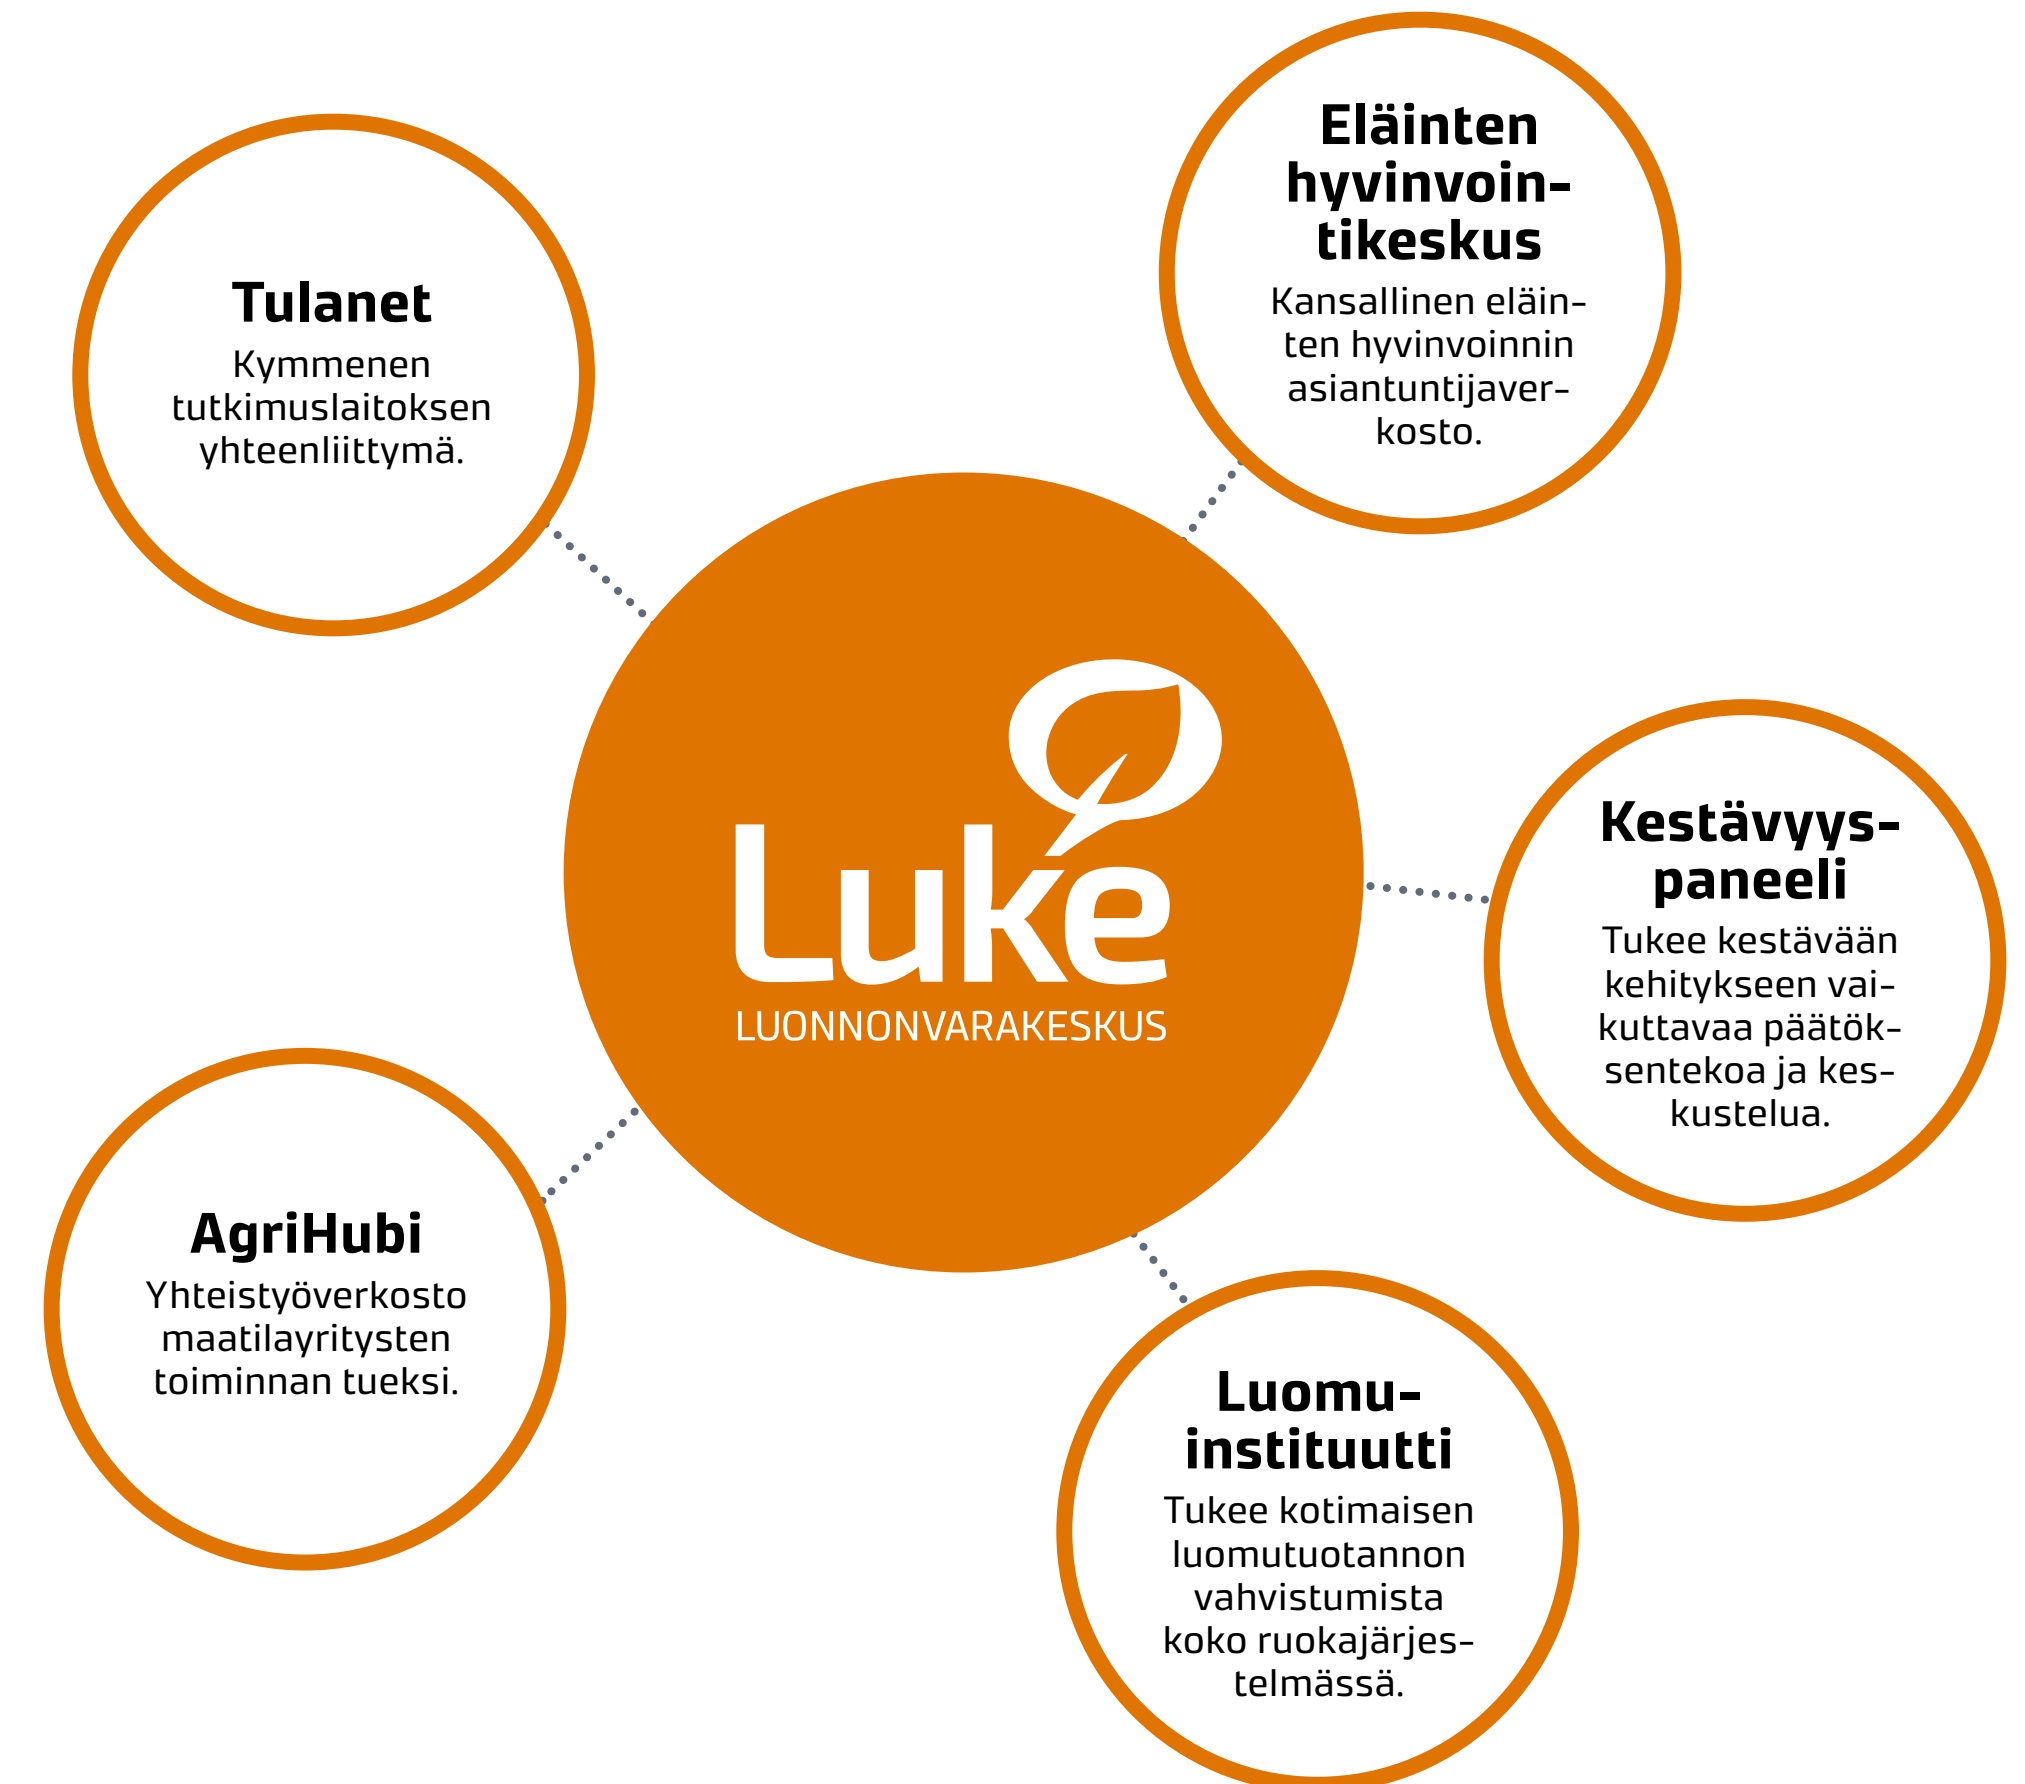 Tulanet
Kymmenen
tutkimuslaitoksen
yhteenliittymä.
Eläinten
hyvinvoin-
tikeskus
Kansallinen eläin-
ten hyvinvoinnin
asiantuntijaver-
kosto.
Luke
LUONNONVARAKESKUS
Kestävyys-
paneeli
Tukee kestävään
kehitykseen vai-
kuttavaa päätök-
sentekoa ja kes-
kustelua.
AgriHubi
Yhteistyöverkosto
maatilayritysten
toiminnan tueksi.
Luomu-
instituutti
Tukee kotimaisen
luomutuotannon
vahvistumista
koko ruokajärjes-
telmässä.